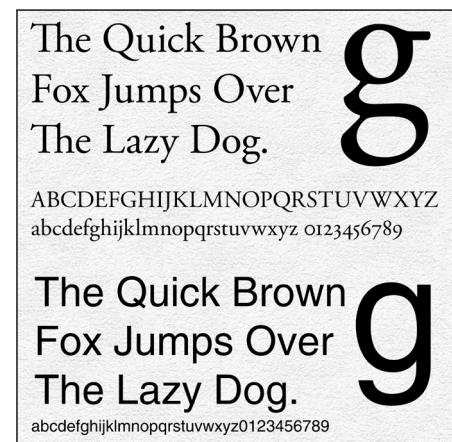 The Quick Brown
Fox Jumps Over
The Lazy Dog.
g
ABCDEFGHIJKLMNOPQRSTUVWXYZ
abcdefghijklmnopqrstuvwxyz 0123456789
The Quick Brown
Fox Jumps Over
The Lazy Dog.
g
abcdefghijklmnopqrstuvwxyz0123456789